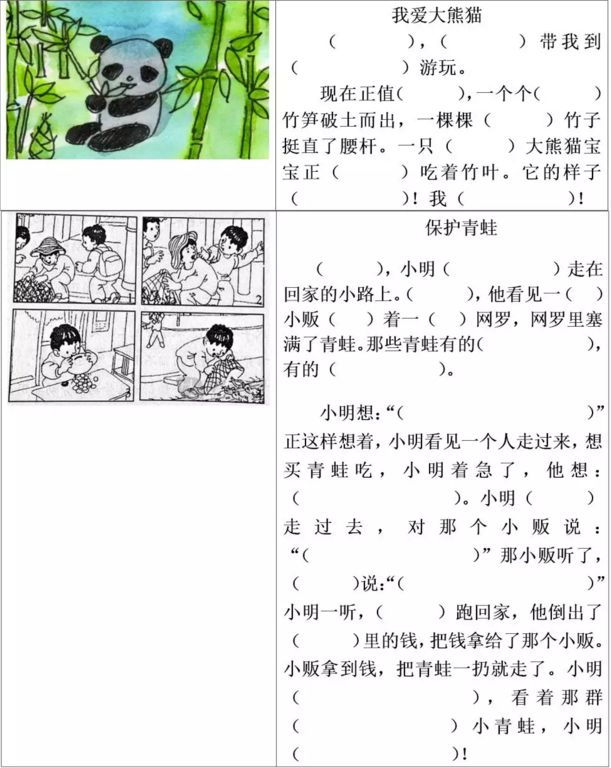 我爱大熊猫
（ ），（ ）带我到
（ ）游玩。
现在正值（ ），一个个（ ）
竹笋破土而出，一棵棵（ ）竹子
挺直了腰杆。一只（ ）大熊猫宝
宝正（ ）吃着竹叶。它的样子
（ ）！我（ ）！
保护青蛙
（ ），小明（ ）走在
回家的小路上。（ ），他看见一（ ）
小贩（ ）着一（ ）网罗，网罗里塞
满了青蛙。那些青蛙有的（ ），
有的（ ）。
小明想：“（ ）”
正这样想着，小明看见一个人走过来，想
买青蛙吃，小明着急了，他想：
（ ）。小明（ ）
走过去，对那个小贩说：
“（ ）”那小贩听了，
（ ）说：“（ ）”
小明一听，（ ）跑回家，他倒出了
（ ）里的钱，把钱拿给了那个小贩。
小贩拿到钱，把青蛙一扔就走了。小明
（ ），看着那群
（ ）小青蛙，小明
（ ）！
1
2
3